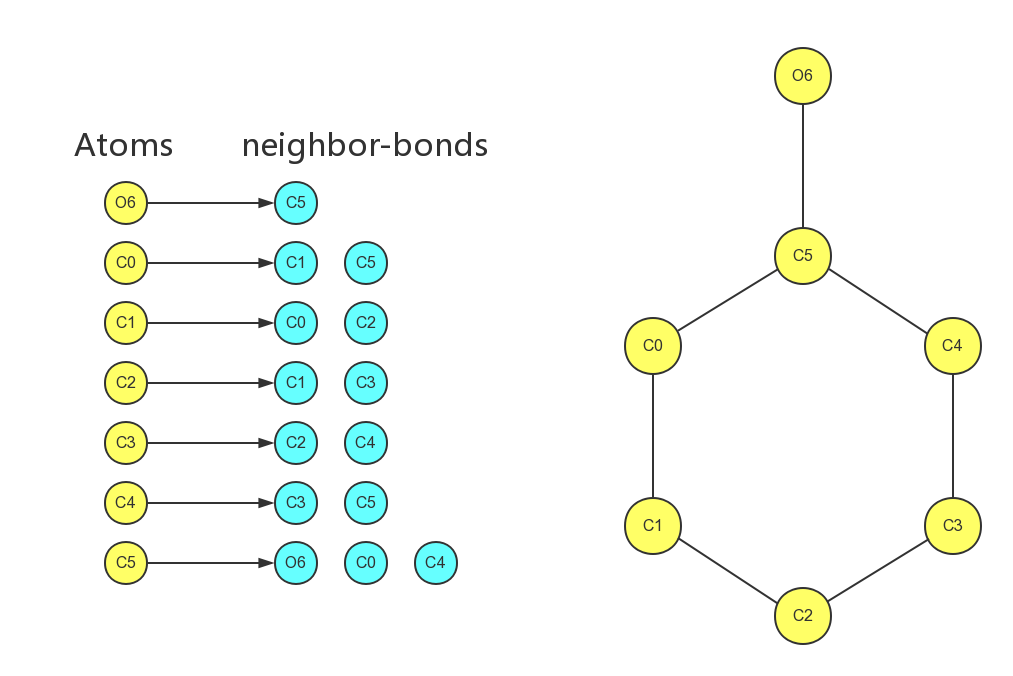 Atoms neighbor-bonds
O6 C5
C0 C1 C5
C1 C0 C2
C2 C1 C3
C3 C2 C4
C4 C3 C5
C5 O6 C0 C4
O6
C5
C0 C4
C1 C3
C2